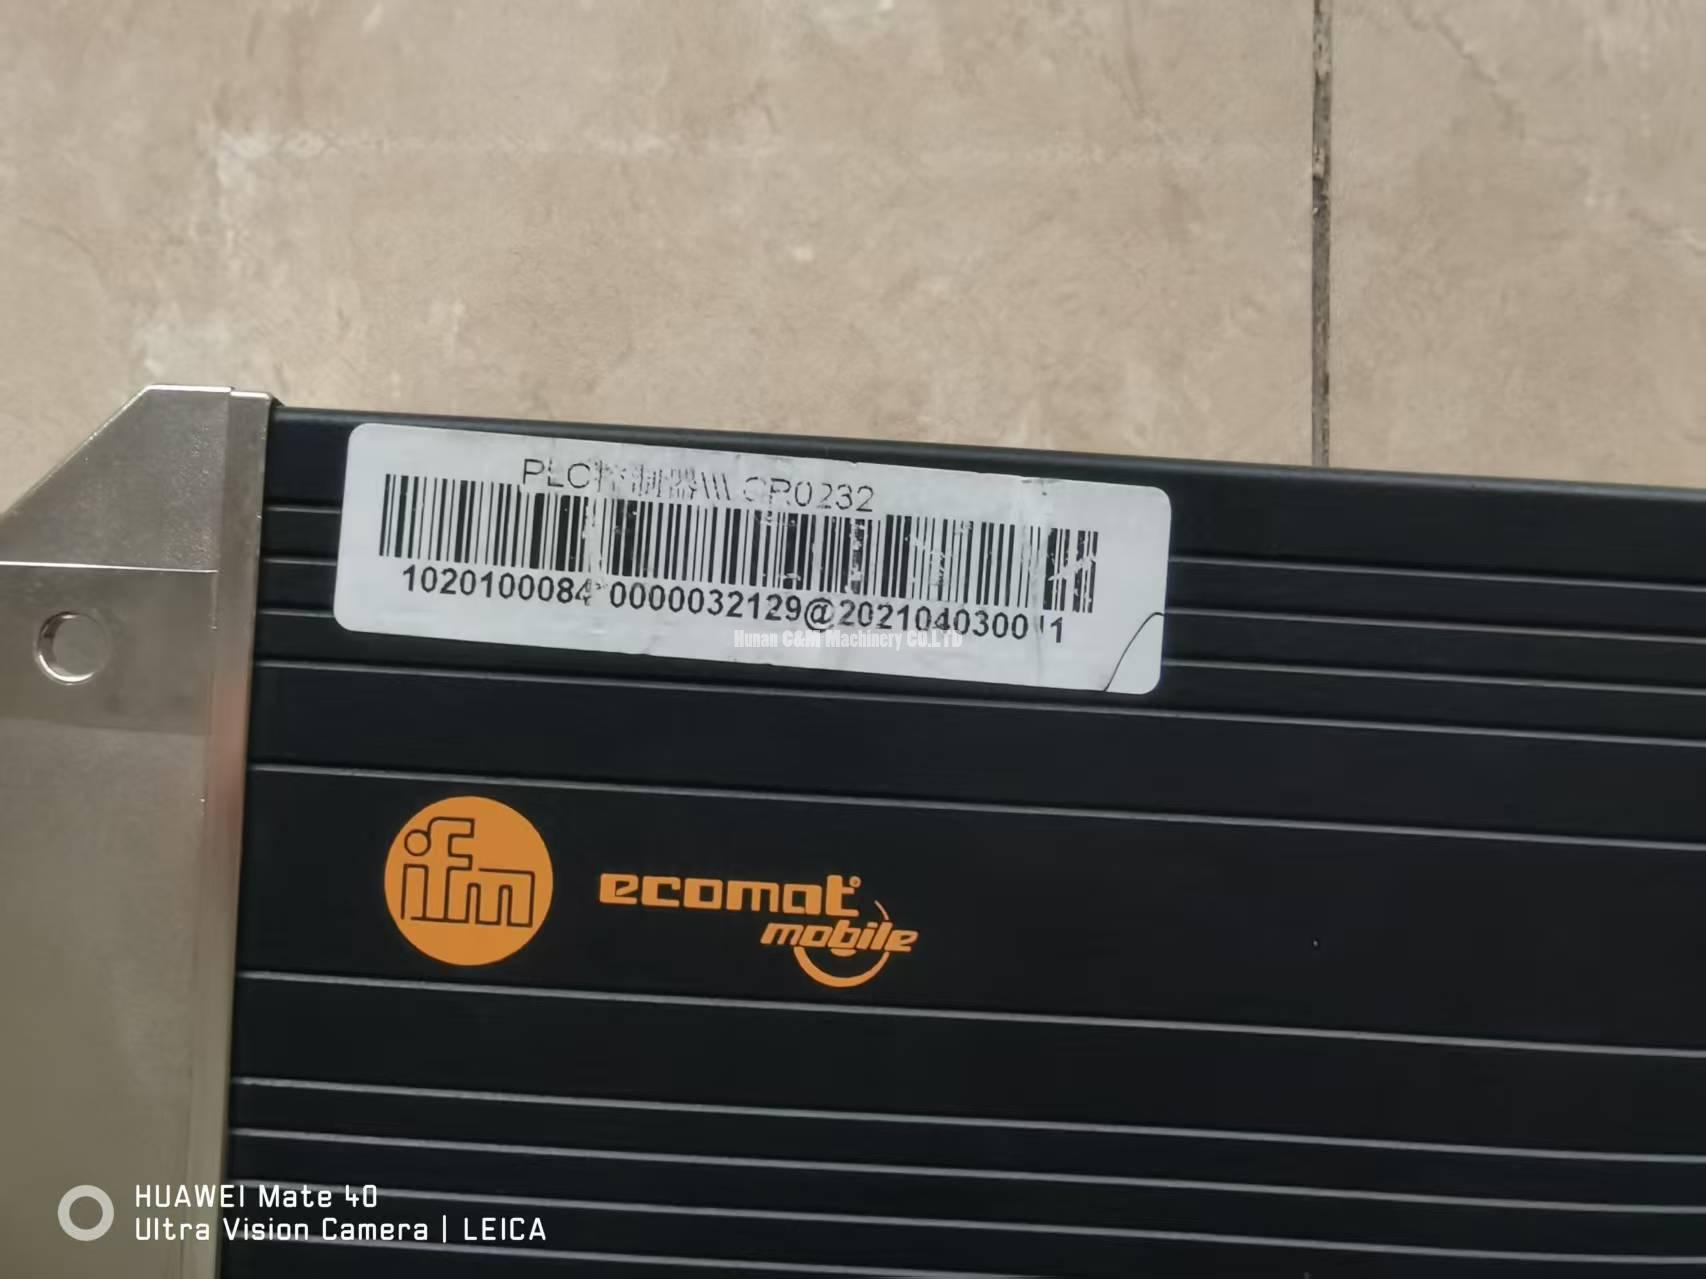 PLC控制器\\\ CR0232
1020100084*0000032129@2021040300
Hunan C&M Machinery CO.LTD
ifm
ecomat®
mobile
HUAWEI Mate 40
Ultra Vision Camera | LEICA